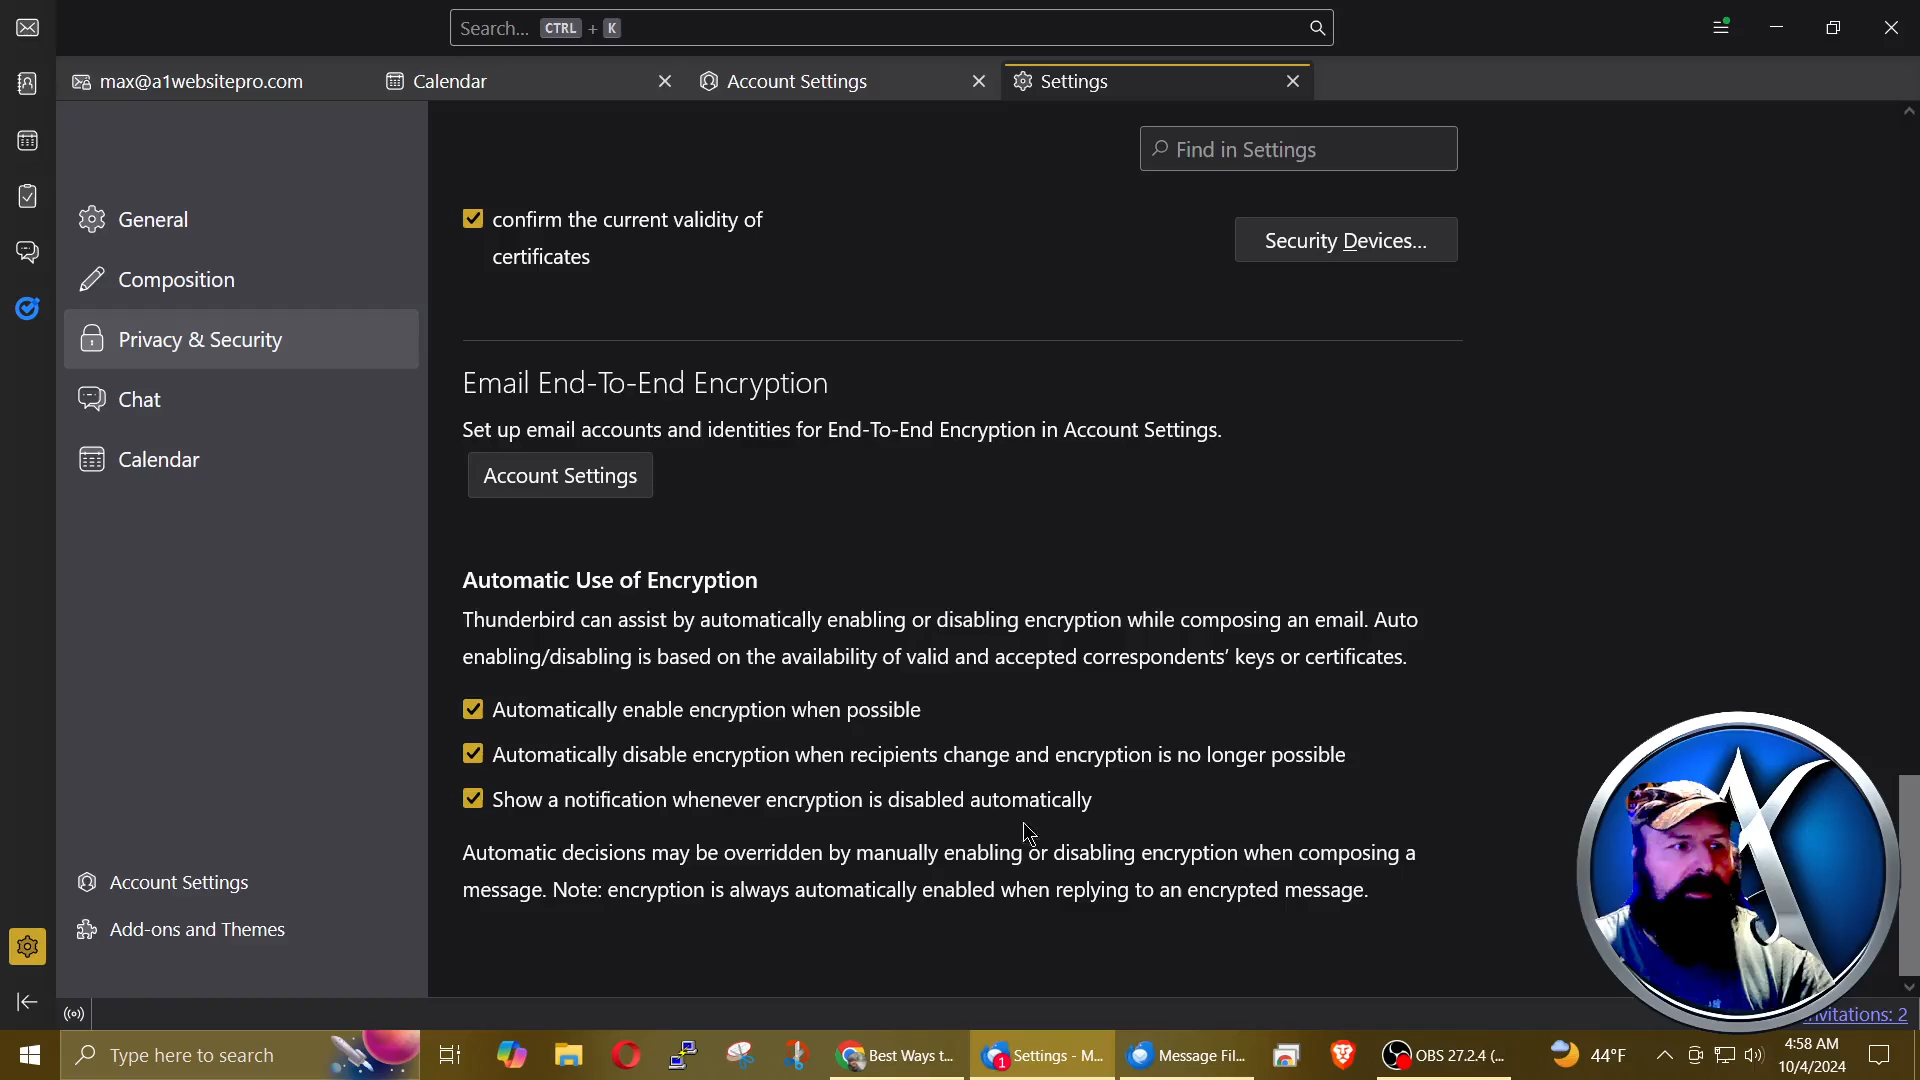 Search... CTRL + K
max@a1websitepro.com
Calendar
Account Settings
Settings
Find in Settings
General
Composition
Privacy & Security
Chat
Calendar
Account Settings
Add-ons and Themes
confirm the current validity of
certificates
Security Devices...
Email End-To-End Encryption
Set up email accounts and identities for End-To-End Encryption in Account Settings.
Account Settings
Automatic Use of Encryption
Thunderbird can assist by automatically enabling or disabling encryption while composing an email. Auto
enabling/disabling is based on the availability of valid and accepted correspondents’ keys or certificates.
Automatically enable encryption when possible
Automatically disable encryption when recipients change and encryption is no longer possible
Show a notification whenever encryption is disabled automatically
Automatic decisions may be overridden by manually enabling or disabling encryption when composing a
message. Note: encryption is always automatically enabled when replying to an encrypted message.
nvitations: 2
Type here to search
Best Ways t...
1
Settings - M...
Message Fil...
OBS 27.2.4 (...
44°F
4:58 AM
10/4/2024